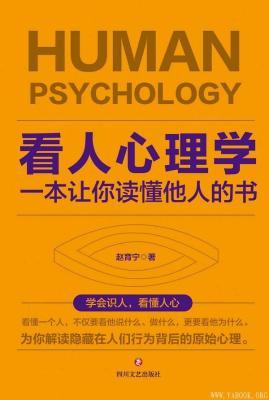 HUMAN
PSYCHOLOGY
看人心理学
一本让你读懂他人的书
赵育宁 著
学会识人，看懂人心
看懂一个人，不仅要看他说什么、做什么，更要看他为什么。
为你解读隐藏在人们行为背后的原始心理。
四川文艺出版社
WWW.YABOOK.ORG